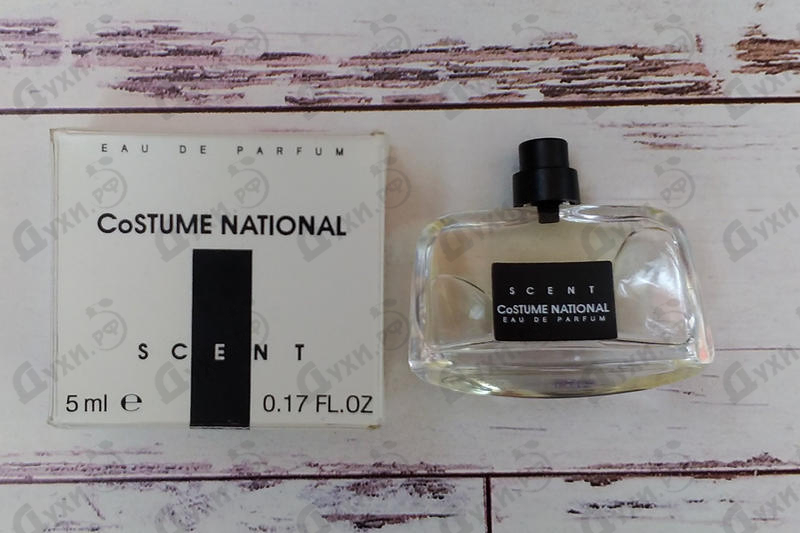 EAU DE PARFUM
CoSTUME NATIONAL
SCENT
5 ml ℮ 0.17 FL.OZ
SCENT
CoSTUME NATIONAL
EAU DE PARFUM
Духи.рф